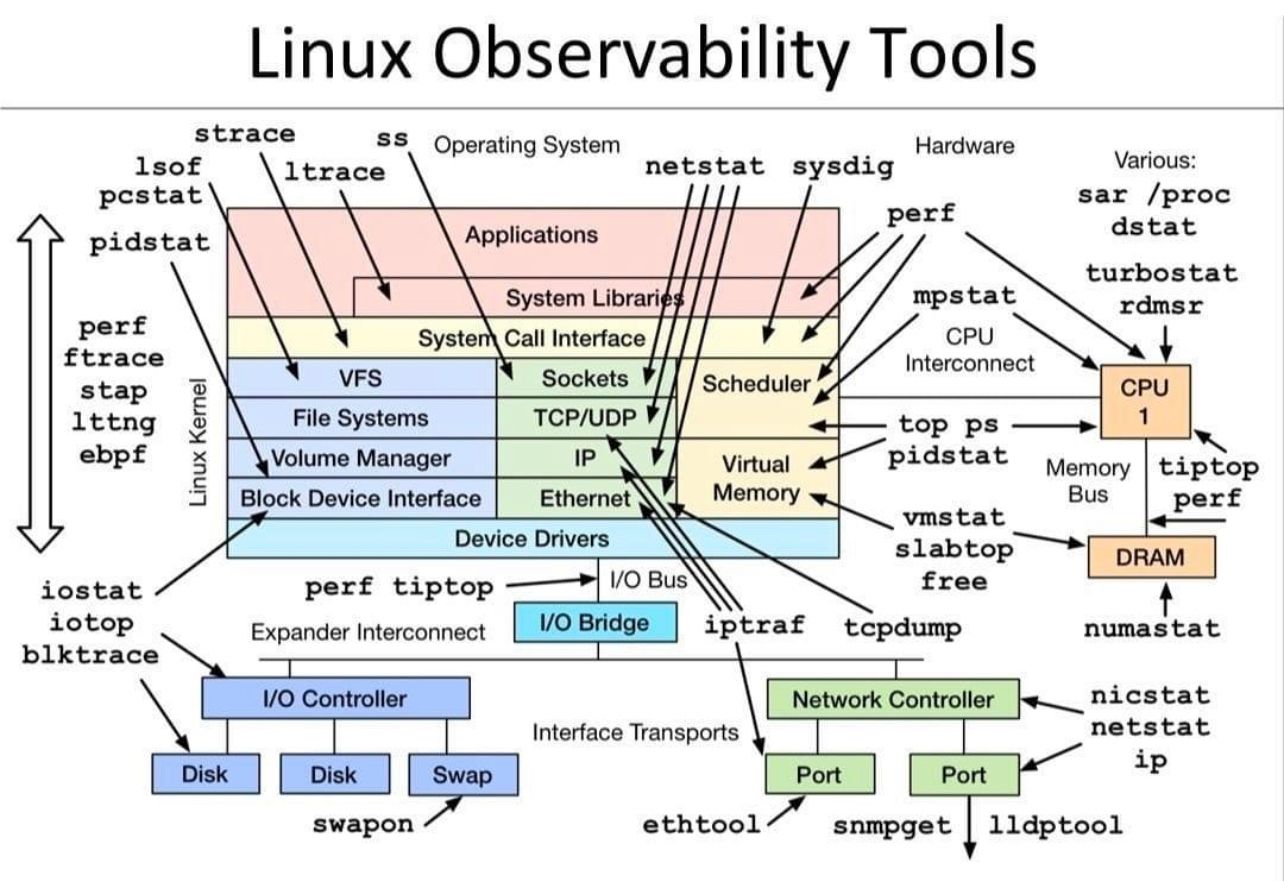 Linux Observability Tools
strace
ss
Operating System
Hardware
lsof
ltrace
netstat
sysdig
Various:
pcstat
sar /proc
dstat
pidstat
Applications
perf
turbostat
rdmsr
System Libraries
mpstat
perf
ftrace
stap
lttng
ebpf
System Call Interface
CPU
Interconnect
Linux Kernel
VFS
Sockets
Scheduler
CPU
1
File Systems
TCP/UDP
top ps
pidstat
Volume Manager
IP
Virtual
Memory
Memory
Bus
tiptop
perf
Block Device Interface
Ethernet
vmstat
slabtop
free
Device Drivers
DRAM
iostat
iotop
blktrace
perf tiptop
I/O Bus
I/O Bridge
iptraf
tcpdump
numastat
Expander Interconnect
I/O Controller
Network Controller
nicstat
netstat
ip
Interface Transports
Disk
Disk
Swap
Port
Port
swapon
ethtool
snmpget
lldptool